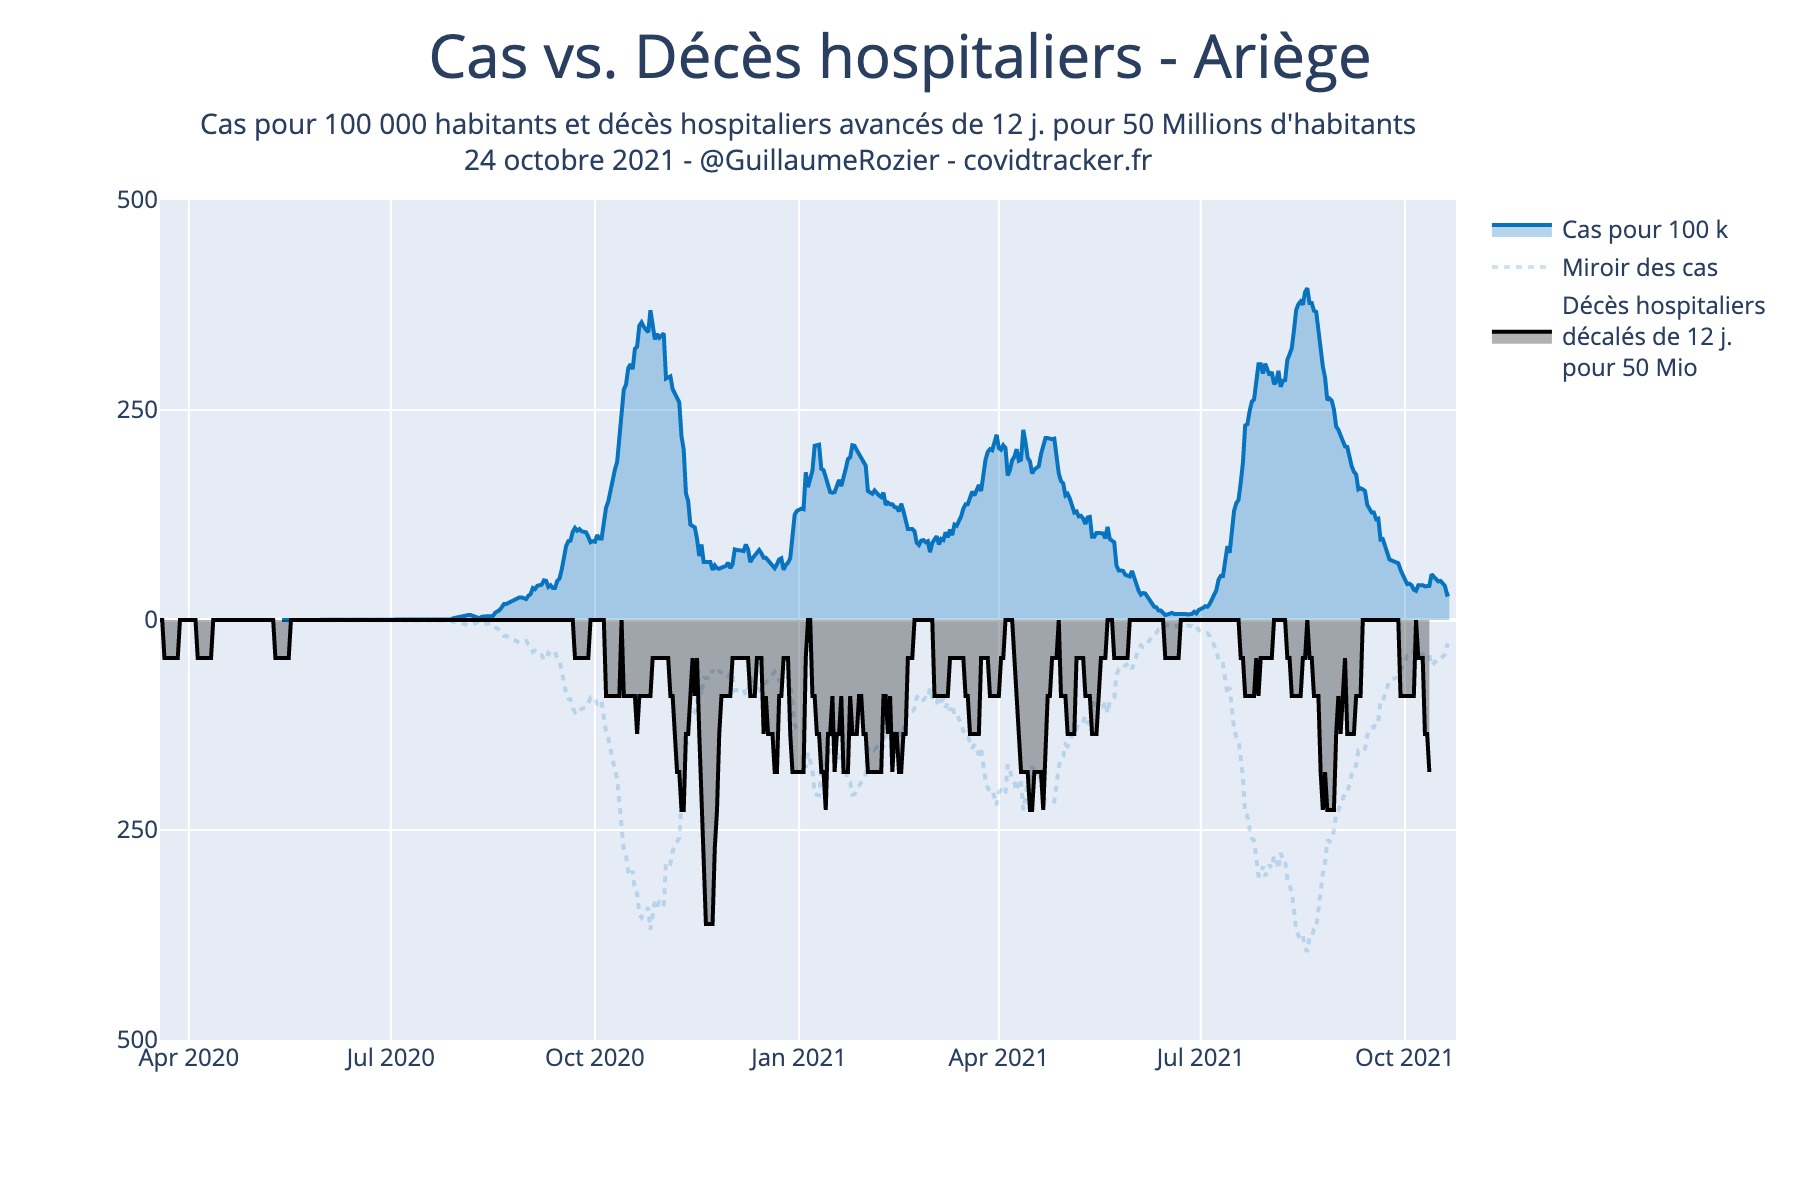 Cas vs. Décès hospitaliers - Ariège
Cas pour 100 000 habitants et décès hospitaliers avancés de 12 j. pour 50 Millions d'habitants
24 octobre 2021 - @GuillaumeRozier - covidtracker.fr
500
250
0
250
500
Apr 2020
Jul 2020
Oct 2020
Jan 2021
Apr 2021
Jul 2021
Oct 2021
Cas pour 100 k
Miroir des cas
Décès hospitaliers
décalés de 12 j.
pour 50 Mio